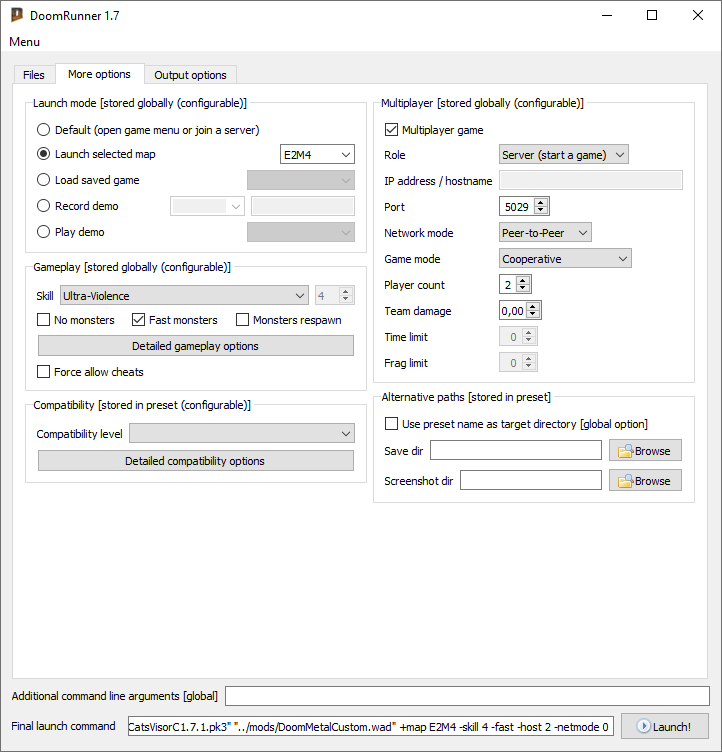 DoomRunner 1.7
Menu
Files
More options
Output options
Launch mode [stored globally (configurable)]
Default (open game menu or join a server)
Launch selected map
E2M4
Load saved game
Record demo
Play demo
Gameplay [stored globally (configurable)]
Skill
Ultra-Violence
4
No monsters
Fast monsters
Monsters respawn
Detailed gameplay options
Force allow cheats
Compatibility [stored in preset (configurable)]
Compatibility level
Detailed compatibility options
Multiplayer [stored globally (configurable)]
Multiplayer game
Role
Server (start a game)
IP address / hostname
Port
5029
Network mode
Peer-to-Peer
Game mode
Cooperative
Player count
2
Team damage
0,00
Time limit
0
Frag limit
0
Alternative paths [stored in preset]
Use preset name as target directory [global option]
Save dir
Browse
Screenshot dir
Browse
Additional command line arguments [global]
Final launch command
CatsVisorC1.7.1.pk3" "../mods/DoomMetalCustom.wad" +map E2M4 -skill 4 -fast -host 2 -netmode 0
Launch!